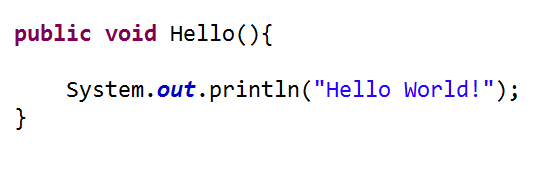 public void Hello(){
System.out.println("Hello World!");
}